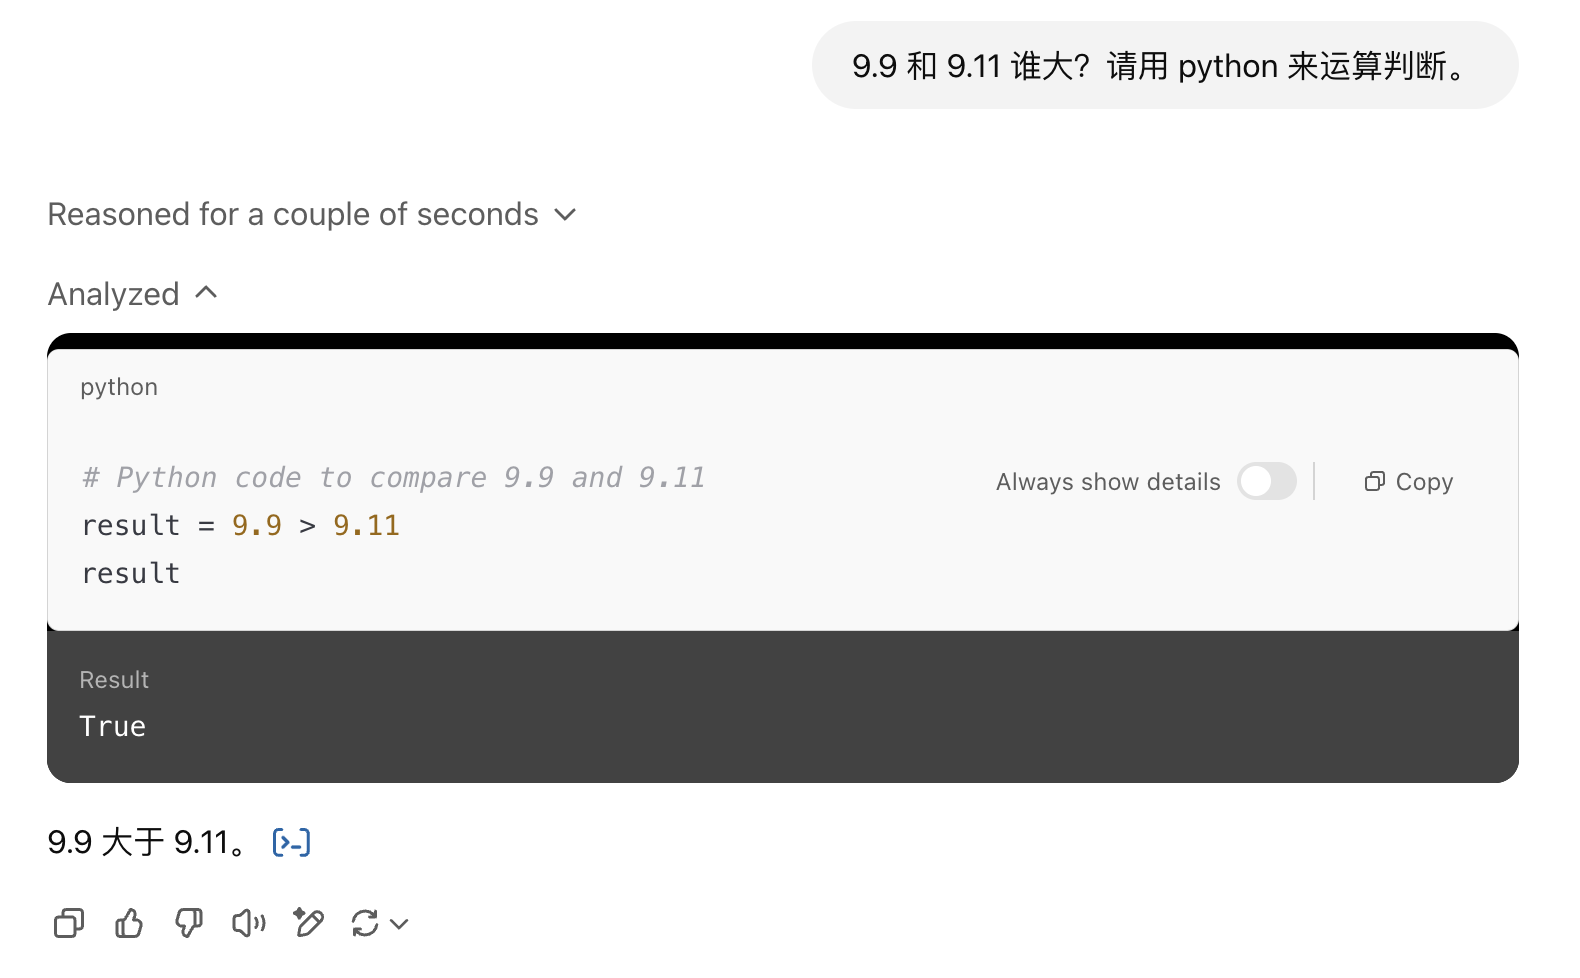 9.9 和 9.11 谁大？请用 python 来运算判断。
Reasoned for a couple of seconds
Analyzed
python
Always show details
Copy
# Python code to compare 9.9 and 9.11
result = 9.9 > 9.11
result
Result
True
9.9 大于 9.11。